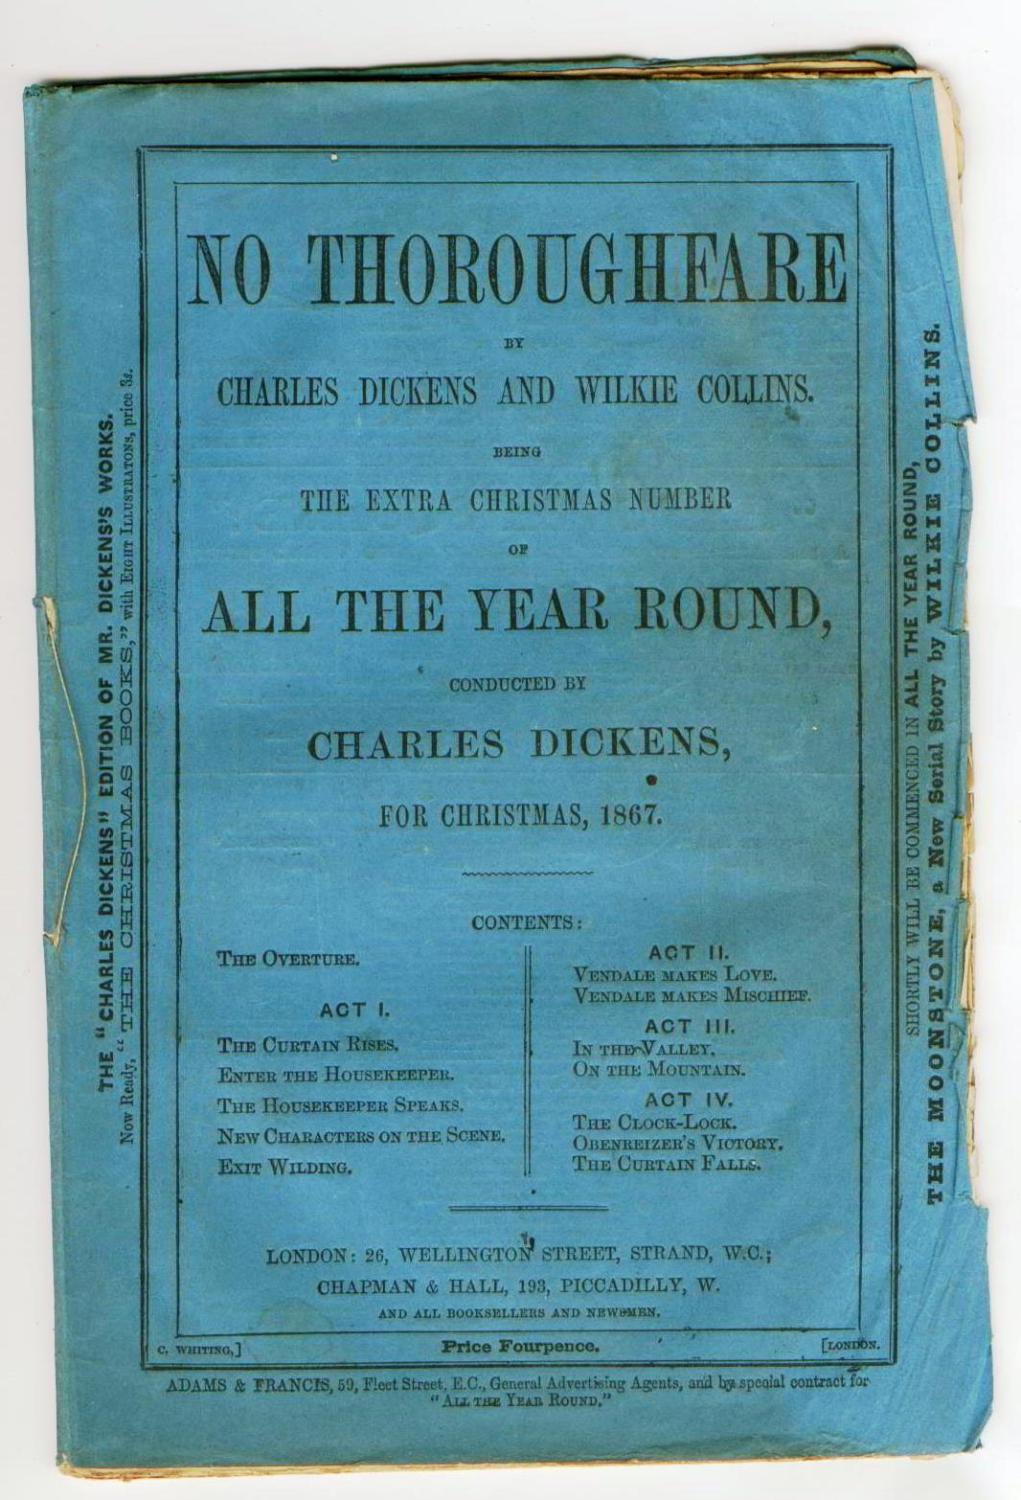 NO THOROUGHFARE
BY
CHARLES DICKENS AND WILKIE COLLINS.
BEING
THE EXTRA CHRISTMAS NUMBER
OF
ALL THE YEAR ROUND,
CONDUCTED BY
CHARLES DICKENS,
FOR CHRISTMAS, 1867.
CONTENTS:
THE OVERTURE.
ACT I.
THE CURTAIN RISES.
ENTER THE HOUSEKEEPER.
THE HOUSEKEEPER SPEAKS.
NEW CHARACTERS ON THE SCENE.
EXIT WILDING.
ACT II.
VENDALE MAKES LOVE.
VENDALE MAKES MISCHIEF.
ACT III.
IN THE VALLEY.
ON THE MOUNTAIN.
ACT IV.
THE CLOCK-LOCK.
OBENREIZER'S VICTORY.
THE CURTAIN FALLS.
LONDON: 26, WELLINGTON STREET, STRAND, W.C.;
CHAPMAN & HALL, 193, PICCADILLY, W.
AND ALL BOOKSELLERS AND NEWSMEN.
C. WHITING,] Price Fourpence. [LONDON.
ADAMS & FRANCIS, 59, Fleet Street, E.C., General Advertising Agents, and by special contract for
"ALL THE YEAR ROUND."
THE "CHARLES DICKENS" EDITION OF MR. DICKENS'S WORKS.
Now Ready, "THE CHRISTMAS BOOKS," with EIGHT ILLUSTRATONS, price 3s.
SHORTLY WILL BE COMMENCED IN ALL THE YEAR ROUND,
THE MOONSTONE, a New Serial Story by WILKIE COLLINS.